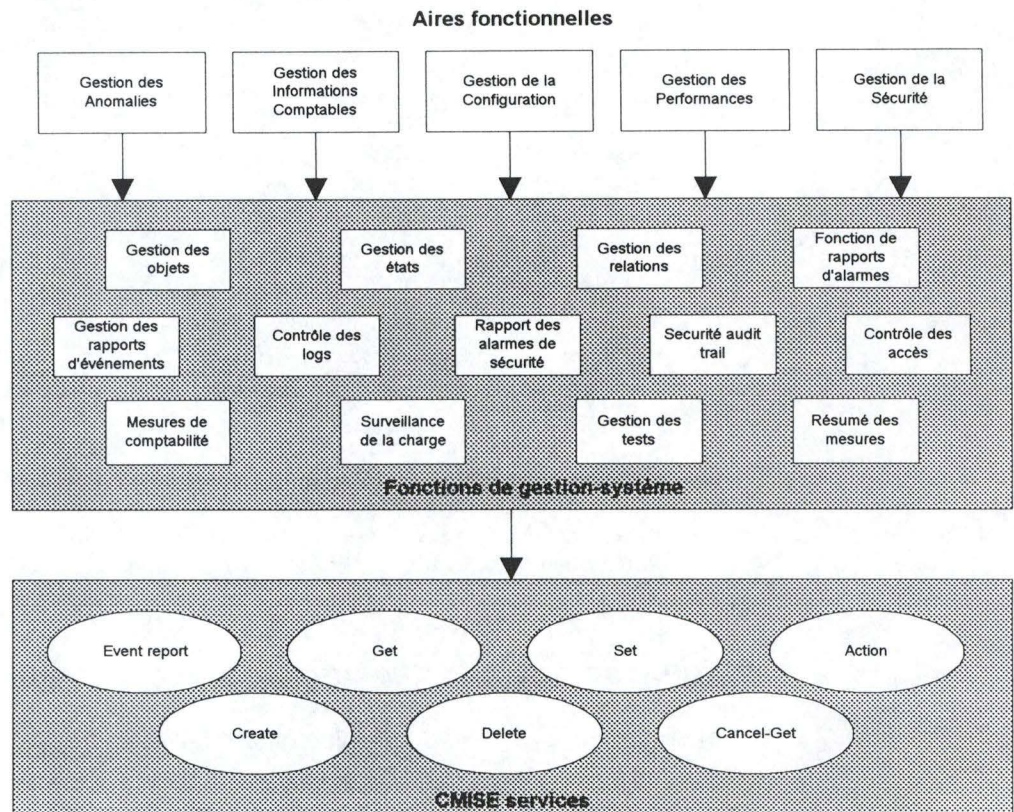 Aires fonctionnelles
Gestion des
Anomalies
Gestion des
Informations
Comptables
Gestion de la
Configuration
Gestion des
Performances
Gestion de la
Sécurité
Gestion des
objets
Gestion des
états
Gestion des
relations
Fonction de
rapports
d'alarmes
Gestion des
rapports
d'événements
Contrôle des
logs
Rapport des
alarmes de
sécurité
Securité audit
trail
Contrôle des
accès
Mesures de
comptabilité
Surveillance
de la charge
Gestion des
tests
Résumé des
mesures
Fonctions de gestion-système
Event report
Get
Set
Action
Create
Delete
Cancel-Get
CMISE services